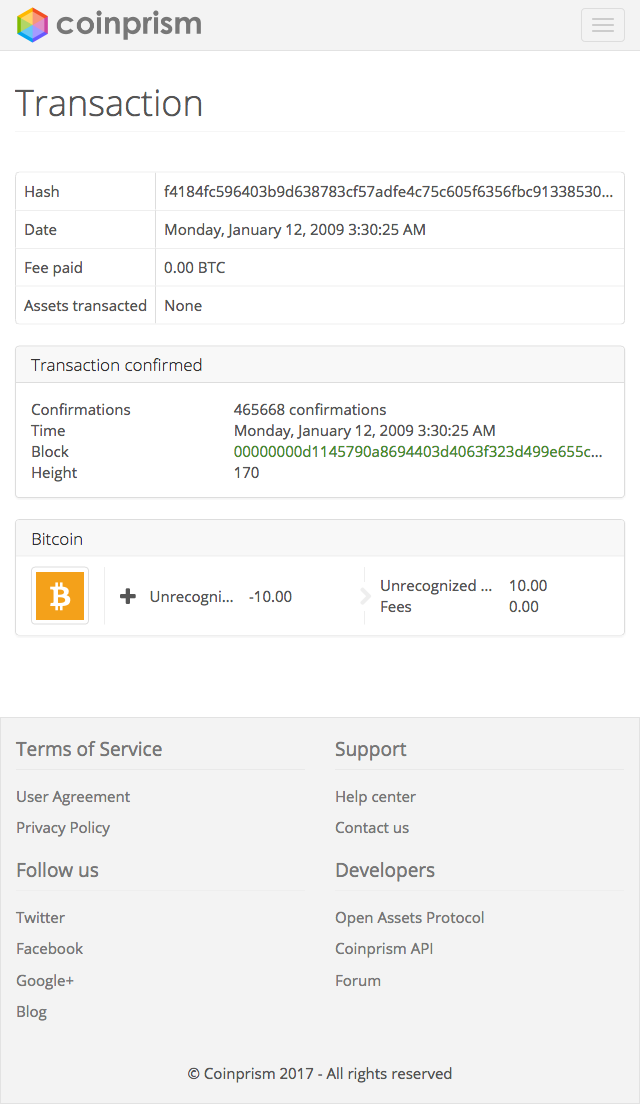 coinprism
Transaction
Hash f4184fc596403b9d638783cf57adfe4c75c605f6356fbc91338530...
Date Monday, January 12, 2009 3:30:25 AM
Fee paid 0.00 BTC
Assets transacted None
Transaction confirmed
Confirmations 465668 confirmations
Time Monday, January 12, 2009 3:30:25 AM
Block 00000000d1145790a8694403d4063f323d499e655c...
Height 170
Bitcoin
Unrecogni... -10.00
Unrecognized ... 10.00
Fees 0.00
Terms of Service
User Agreement
Privacy Policy
Support
Help center
Contact us
Follow us
Twitter
Facebook
Google+
Blog
Developers
Open Assets Protocol
Coinprism API
Forum
© Coinprism 2017 - All rights reserved